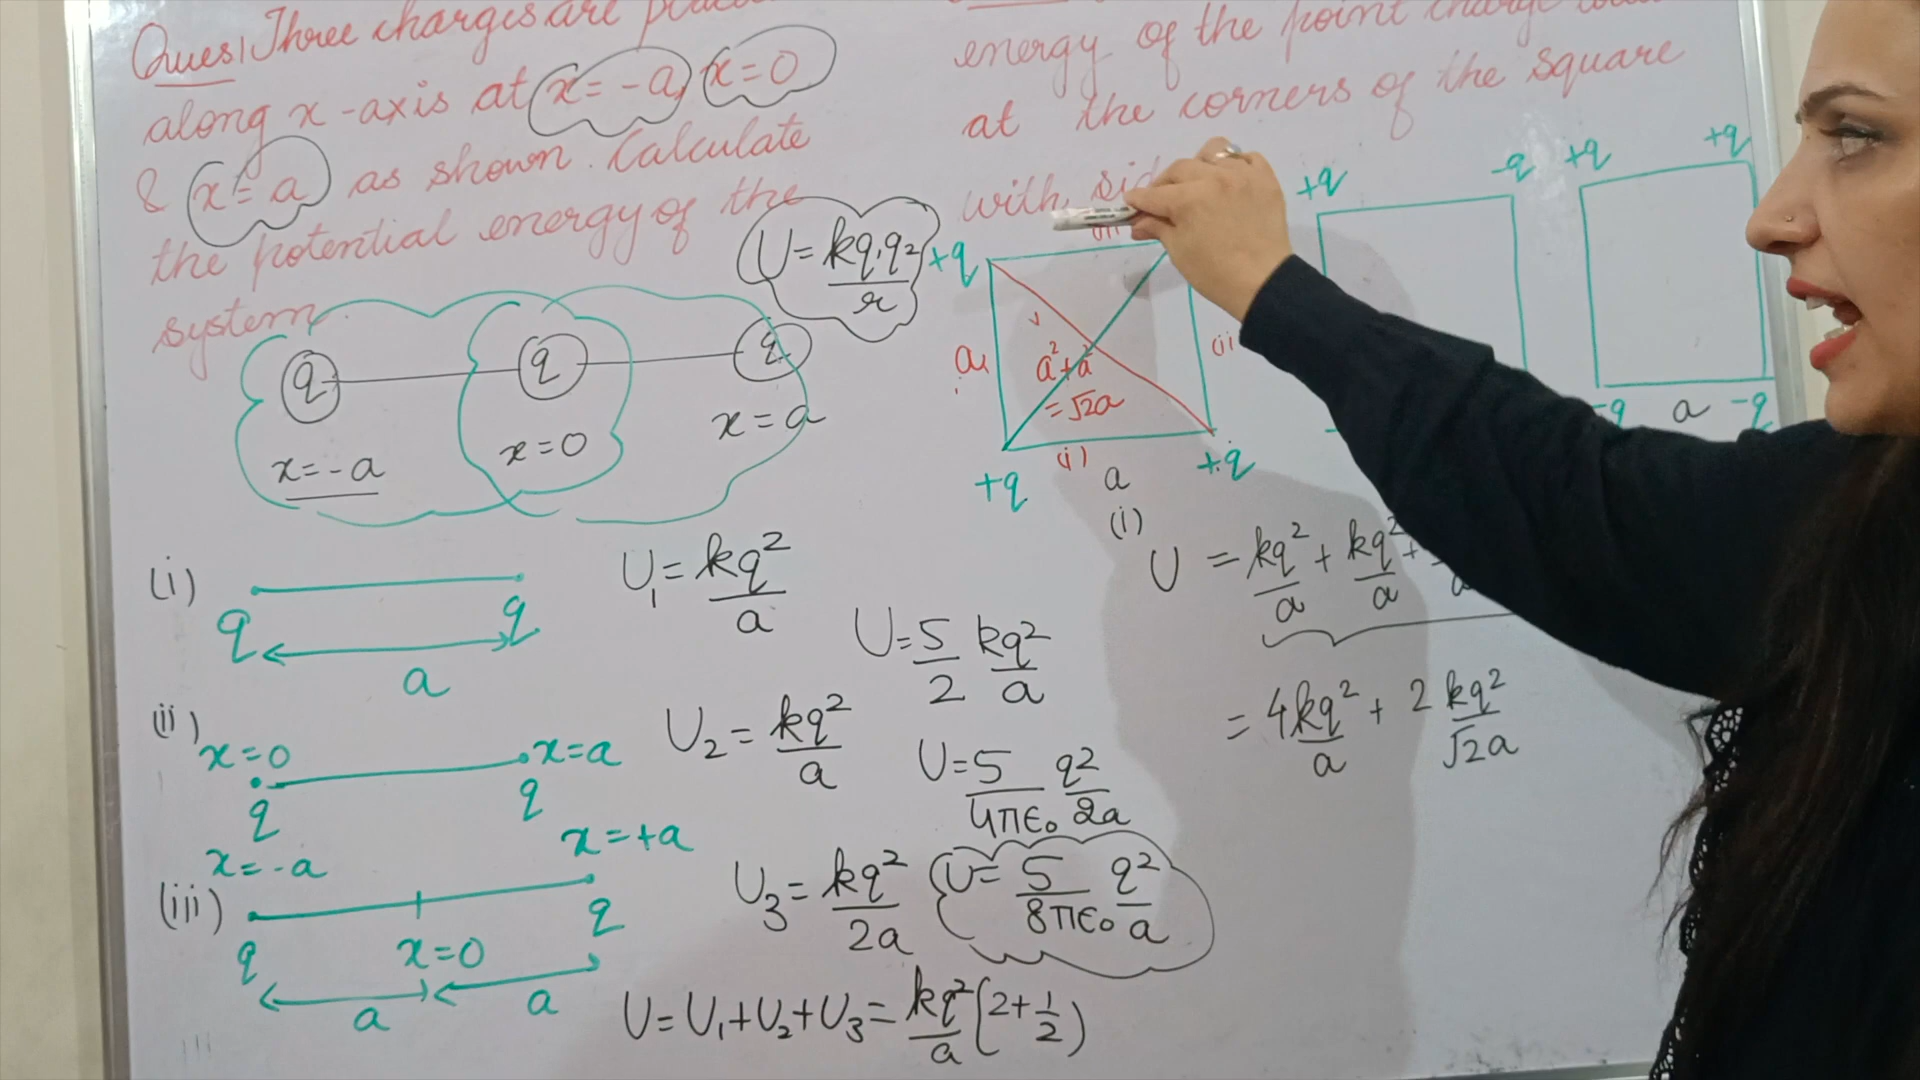 Ques1 Three charges are
along x-axis at x=-a, x=0
& x=a as shown. Calculate
the potential energy of the
system.
U=kq₁q₂/r
q q q
x=-a x=0 x=a
(i) q q
a
U₁=kq²/a
(ii) x=0 x=a
q q
U₂=kq²/a
x=-a x=+a
(iii) q x=0 q
a a
U₃=kq²/2a
U=U₁+U₂+U₃=kq²/a(2+1/2)
U=5/2 kq²/a
U=5/4πε₀ q²/2a
U=5/8πε₀ q²/a
energy of the point charge
at the corners of the square
with
+q
a a²+a²
=√2a
(ii
+q (i) +q
a
+q -q
+q +q
-q a -q
(i)
U = kq²/a + kq²/a +
= 4kq²/a + 2kq²/√2a